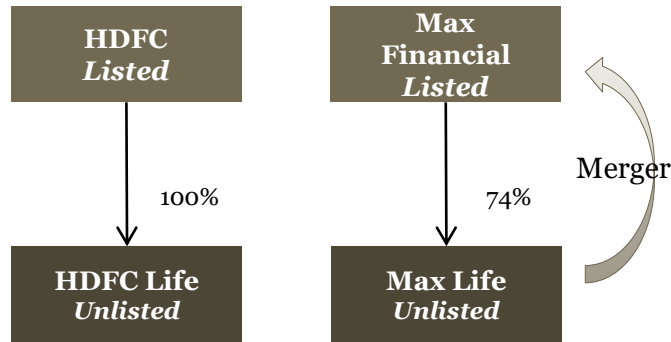 HDFC
Listed
Max
Financial
Listed
Merger
100%
74%
HDFC Life
Unlisted
Max Life
Unlisted